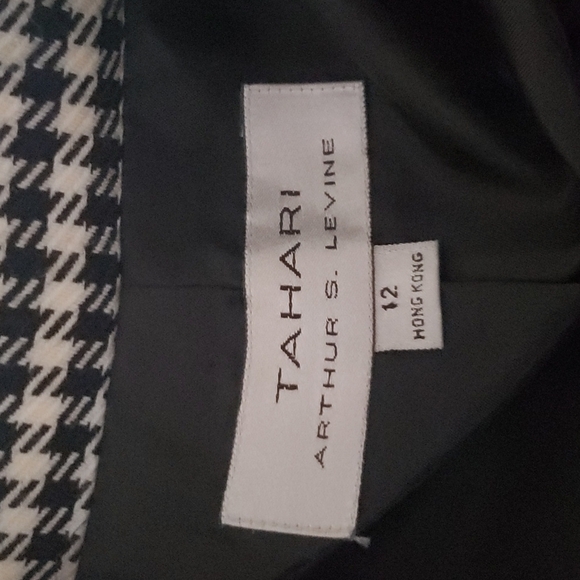 TAHARI
ARTHUR S. LEVINE
12
HONG KONG